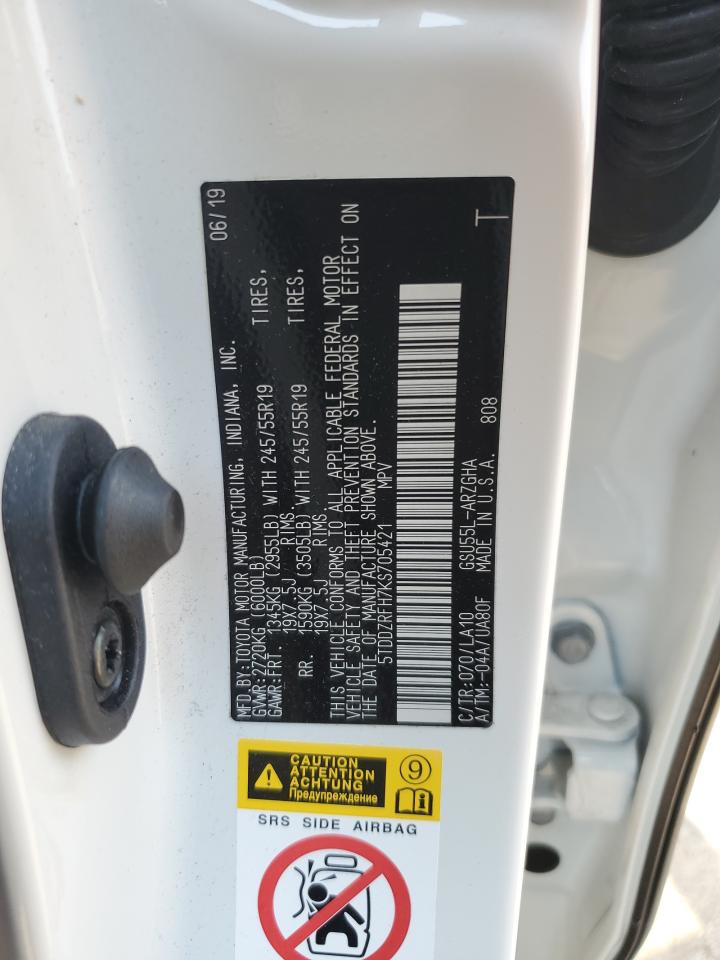 MFD.BY:TOYOTA MOTOR MANUFACTURING, INDIANA, INC. 06/19
GVWR:2720KG (6000LB)
GAWR:FRT. 1345KG (2955LB) WITH 245/55R19 TIRES,
19X7.5J RIMS.
RR. 1590KG (3505LB) WITH 245/55R19 TIRES,
19X7.5J RIMS.
THIS VEHICLE CONFORMS TO ALL APPLICABLE FEDERAL MOTOR
VEHICLE SAFETY AND THEFT PREVENTION STANDARDS IN EFFECT ON
THE DATE OF MANUFACTURE SHOWN ABOVE.
5TDDZRFH7KS705421 MPV
C/TR:070/LA10 GSU55L-ARZGHA
A/TM:-04A/UA80F MADE IN U.S.A. 808
T
CAUTION
ATTENTION
ACHTUNG
Предупреждение
9
SRS SIDE AIRBAG